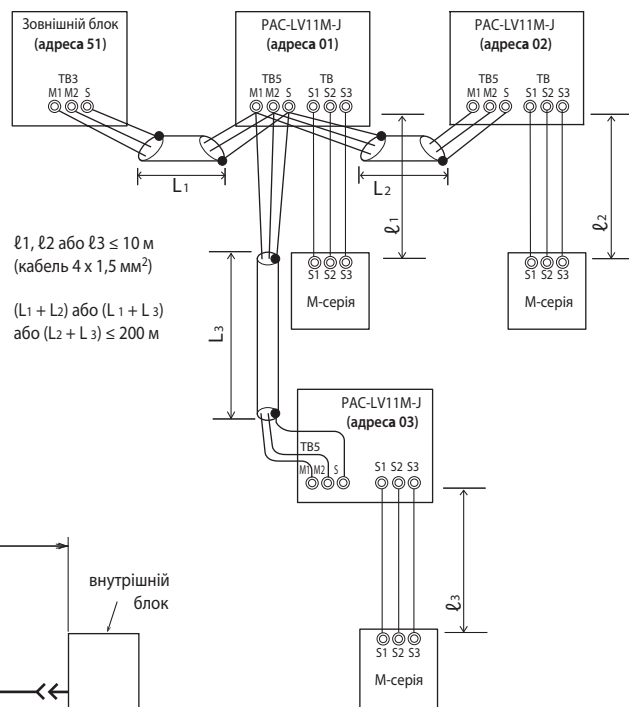 Зовнішній блок
(адреса 51)
TB3
M1 M2 S
PAC-LV11M-J
(адреса 01)
TB5 TB
M1 M2 S S1 S2 S3
PAC-LV11M-J
(адреса 02)
TB5 TB
M1 M2 S S1 S2 S3
L1
L2
ℓ1
ℓ2
ℓ1, ℓ2 або ℓ3 ≤ 10 м
(кабель 4 x 1,5 мм²)
(L1 + L2) або (L 1 + L 3)
або (L2 + L 3) ≤ 200 м
S1 S2 S3
М-серія
S1 S2 S3
М-серія
L3
PAC-LV11M-J
(адреса 03)
TB5
M1 M2 S S1 S2 S3
ℓ3
внутрішній
блок
S1 S2 S3
М-серія